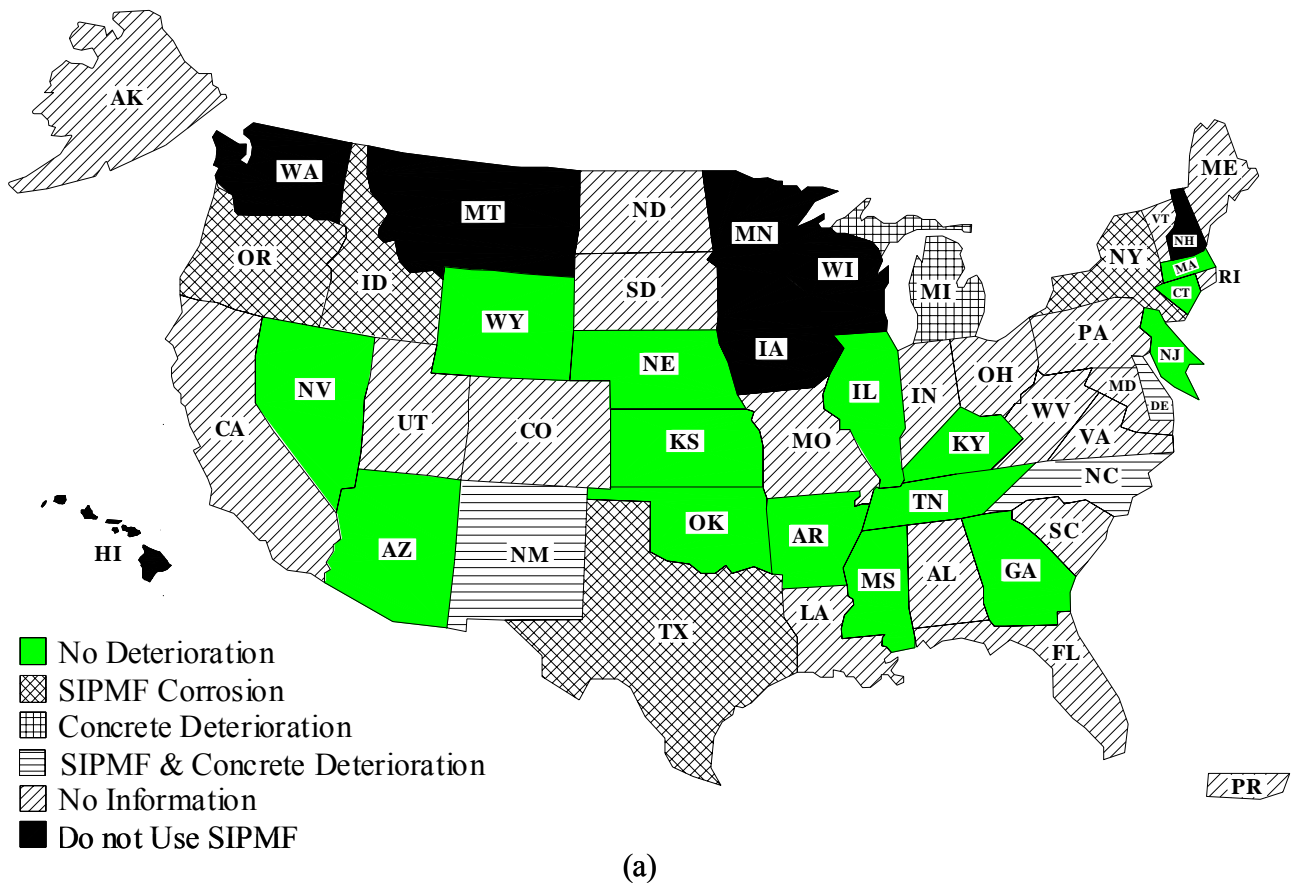 AK
WA
MT
ND
MN
ME
VT
NH
OR
ID
SD
WI
MI
NY
MA
RI
CT
WY
IA
PA
NJ
NV
NE
IL
IN
OH
MD
DE
CA
UT
CO
KS
MO
KY
WV
VA
NC
TN
AZ
NM
OK
AR
SC
HI
MS
AL
GA
LA
TX
FL
PR
No Deterioration
SIPMF Corrosion
Concrete Deterioration
SIPMF & Concrete Deterioration
No Information
Do not Use SIPMF
(a)